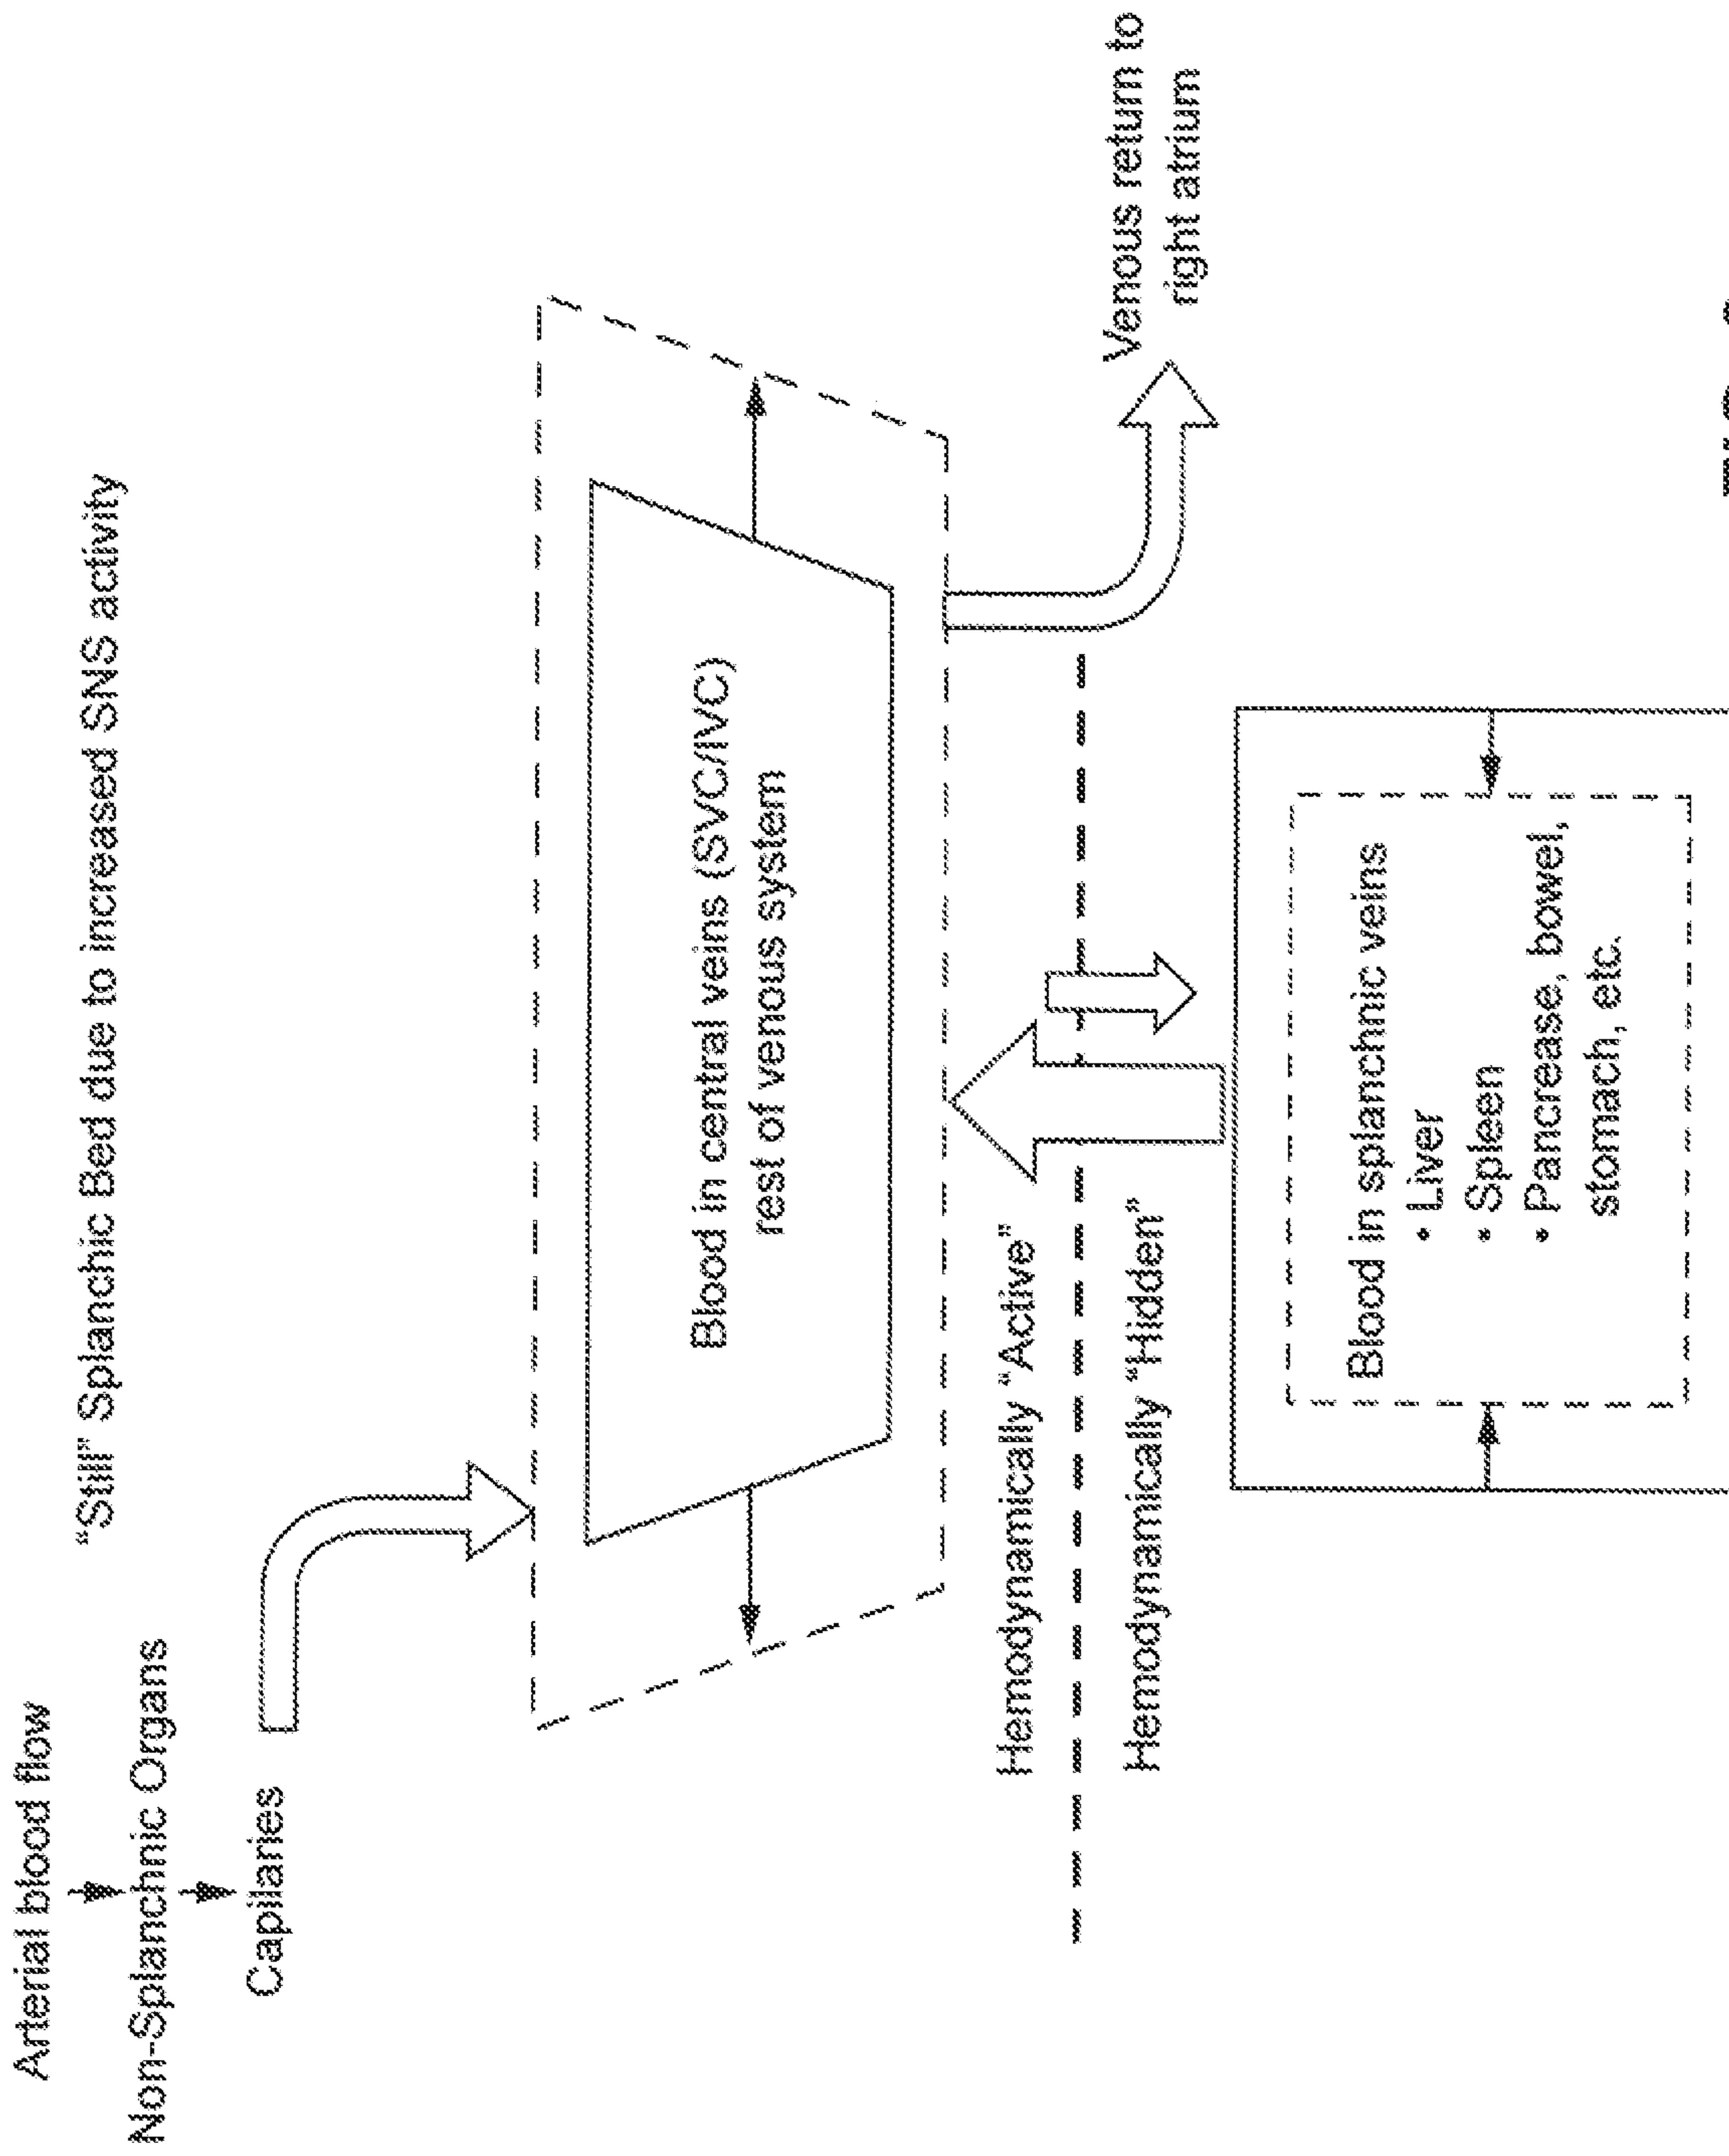 Arterial blood flow
"Still" Splanchic Bed due to increased SNS activity
Non-Splanchnic Organs
Capilaries
Blood in central veins (SVC/IVC)
rest of venous system
Hemodynamically "Active"
Hemodynamically "Hidden"
Venous return to
right atrium
Blood in splanchnic veins
• Liver
• Spleen
• Pancrease, bowel,
stomach, etc.